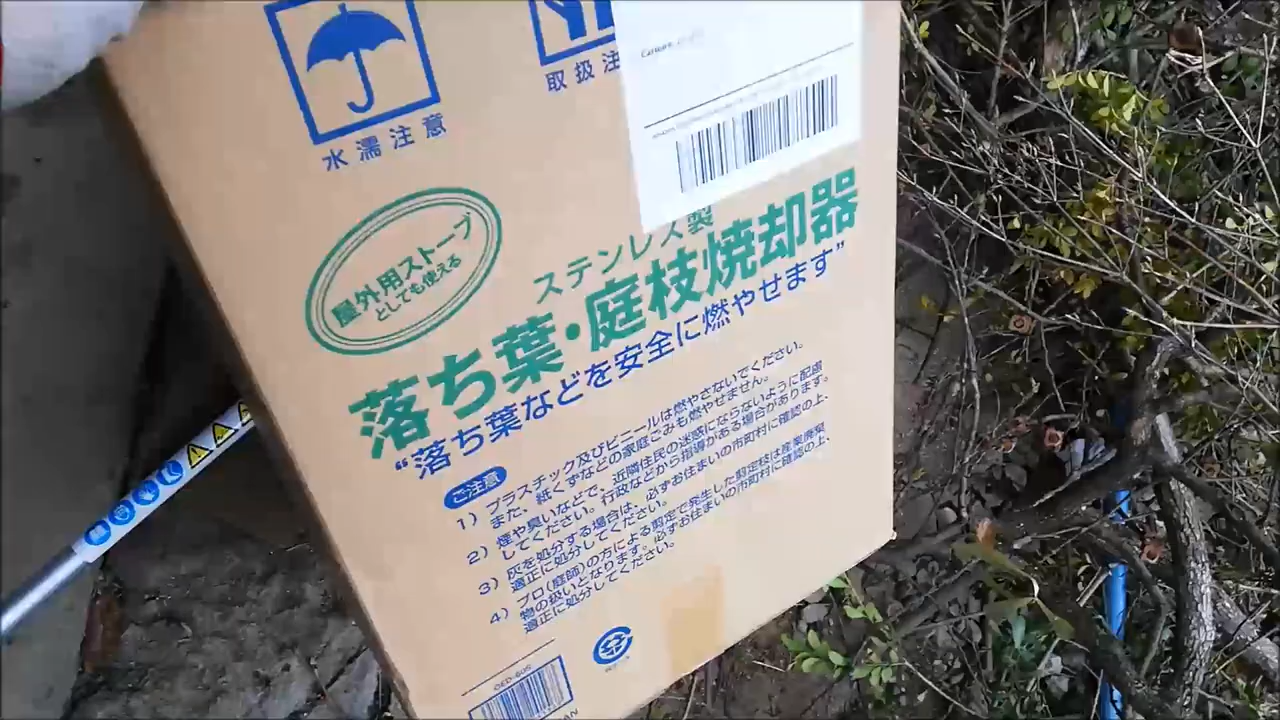 水濡注意
取扱注
屋外用ストーブ
としても使える
ステンレス製
落ち葉・庭枝焼却器
“落ち葉などを安全に燃やせます”
ご注意
1）プラスチック及びビニールは燃やさないでください。
また、紙くずなどの家庭ごみも燃やせません。
2）煙や臭いなどで、近隣住民の迷惑にならないように配慮
してください。行政などから指導がある場合があります。
3）灰を処分する場合は、必ずお住まいの市町村に確認の上、
適正に処分してください。
4）プロ（庭師）の方による剪定で発生した剪定枝は産業廃棄
物の扱いとなります。必ずお住まいの市町村に確認の上、
適正に処分してください。